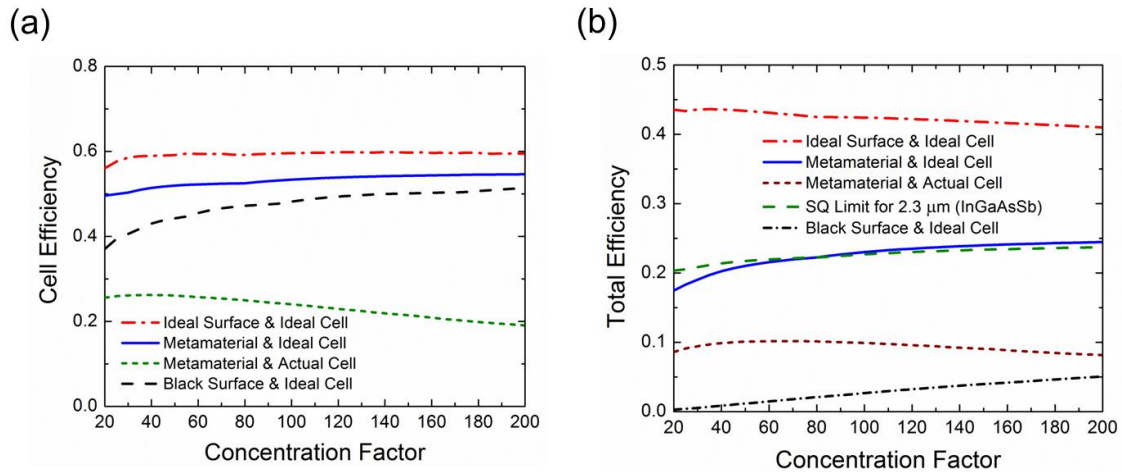 (a)
0.8
0.6
0.4
0.2
0.0
Cell Efficiency
Ideal Surface & Ideal Cell
Metamaterial & Ideal Cell
Metamaterial & Actual Cell
Black Surface & Ideal Cell
20 40 60 80 100 120 140 160 180 200
Concentration Factor
(b)
0.5
0.4
0.3
0.2
0.1
0.0
Total Efficiency
Ideal Surface & Ideal Cell
Metamaterial & Ideal Cell
Metamaterial & Actual Cell
SQ Limit for 2.3 μm (InGaAsSb)
Black Surface & Ideal Cell
20 40 60 80 100 120 140 160 180 200
Concentration Factor